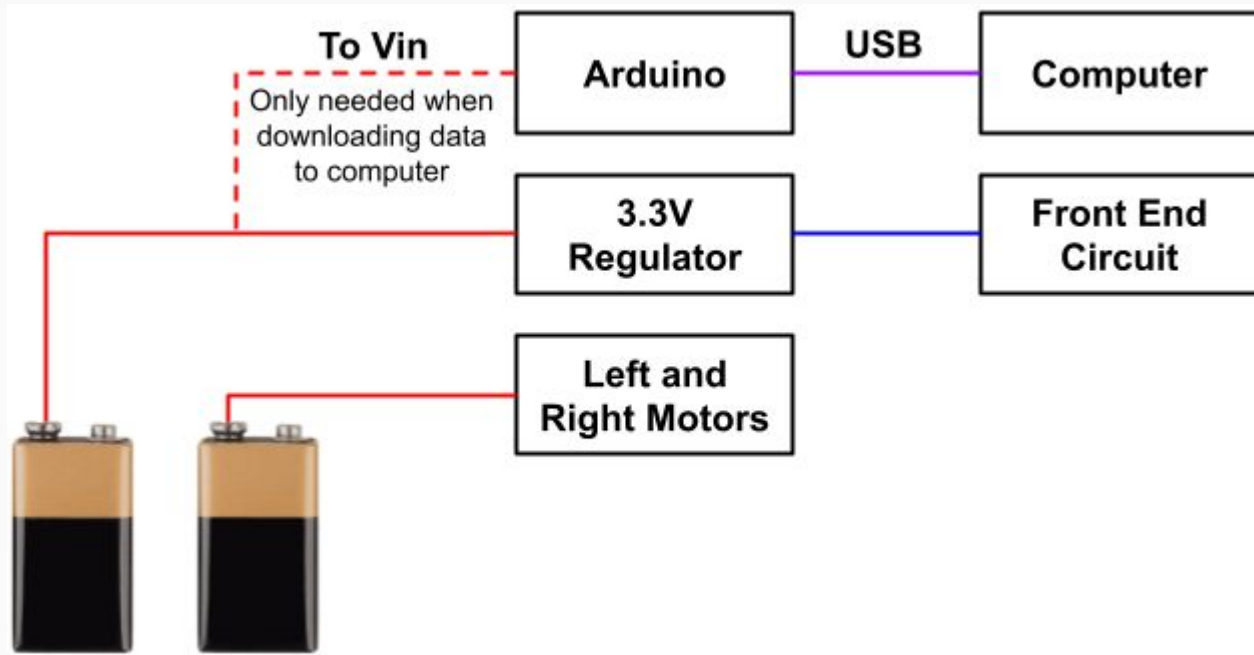 To Vin
Only needed when
downloading data
to computer
Arduino
USB
Computer
3.3V
Regulator
Front End
Circuit
Left and
Right Motors